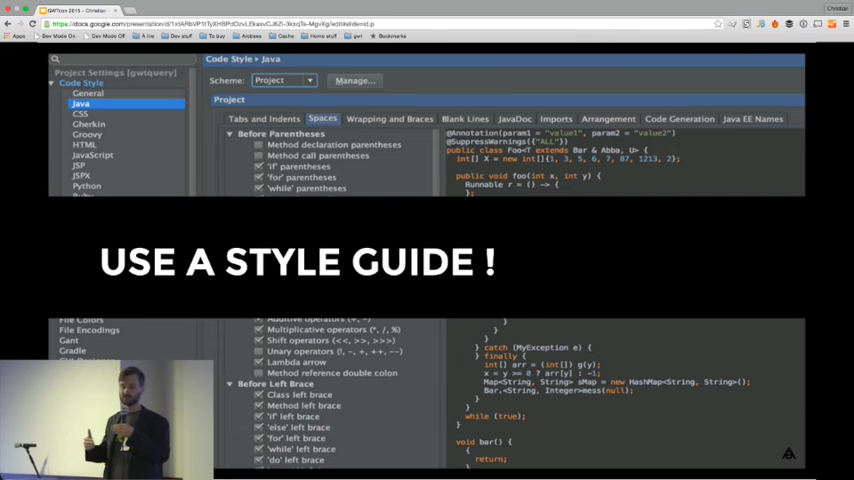 GWTcon 2015 - Christian
Christian
https://docs.google.com/presentation/d/
Apps
Dev Mode On
Dev Mode Off
À lire
Dev stuff
To buy
Arcbees
Cache
Home stuff
gwt
Bookmarks
Code Style › Java
Project Settings [gwtquery]
Code Style
General
Java
CSS
Gherkin
Groovy
HTML
JavaScript
JSP
JSPX
Python
Scheme: Project Manage...
Project
Tabs and Indents Spaces Wrapping and Braces Blank Lines JavaDoc Imports Arrangement Code Generation Java EE Names
Before Parentheses
Method declaration parentheses
Method call parentheses
'if' parentheses
'for' parentheses
'while' parentheses
@Annotation(param1 = "value1", param2 = "value2")
@SuppressWarnings({"ALL"})
public class Foo<T extends Bar & Abba, U> {
int[] X = new int[]{1, 3, 5, 6, 7, 87, 1213, 2};
public void foo(int x, int y) {
Runnable r = () -> {
};
USE A STYLE GUIDE !
File Colors
File Encodings
Gant
Gradle
Additive operators (+, -)
Multiplicative operators (*, /, %)
Shift operators (<<, >>, >>>)
Unary operators (!, -, +, ++, --)
Lambda arrow
Method reference double colon
Before Left Brace
Class left brace
Method left brace
'if' left brace
'else' left brace
'for' left brace
'while' left brace
'do' left brace
}
}
} catch (MyException e) {
} finally {
int[] arr = (int[]) g(y);
x = y >= 0 ? arr[y] : -1;
Map<String, String> sMap = new HashMap<String, String>();
Bar.<String, Integer>mess(null);
}
while (true);
}
void bar() {
{
return;
}